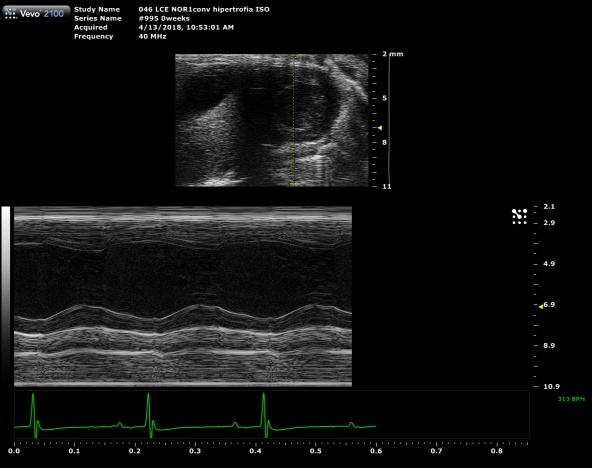 Vevo 2100
Study Name 046 LCE NOR1conv hipertrofia ISO
Series Name #995 0weeks
Acquired 4/13/2018, 10:53:01 AM
Frequency 40 MHz
2 mm
5
8
11
2.1
2.9
4.9
6.9
8.9
10.9
313 BPM
0.0 0.1 0.2 0.3 0.4 0.5 0.6 0.7 0.8